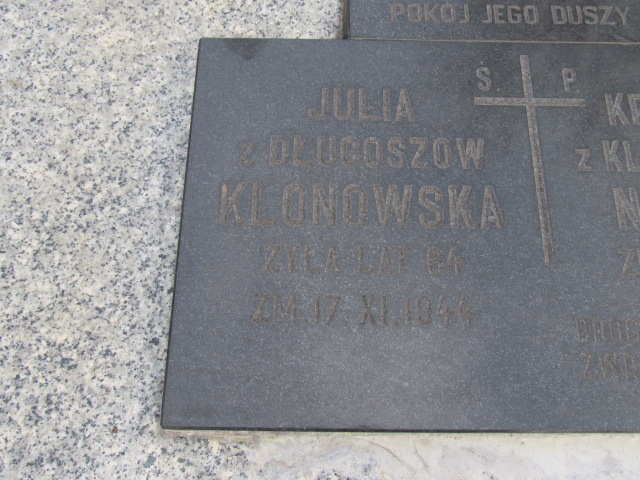 POKÓJ JEGO DUSZY
Ś. P.
JULIA
z DŁUGOSZÓW
KLONOWSKA
ŻYŁA LAT 64
ZM. 17. XI. 1944